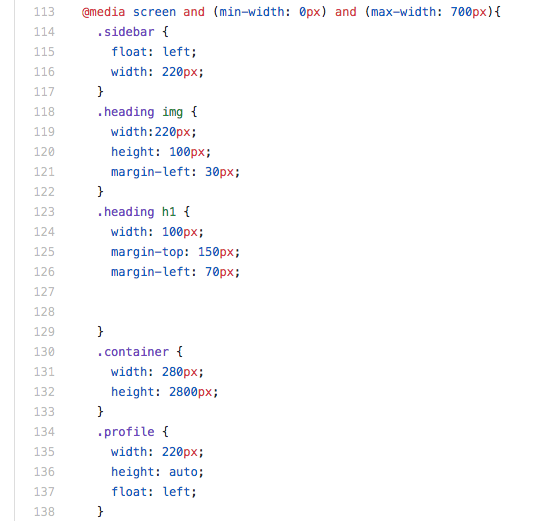 113 @media screen and (min-width: 0px) and (max-width: 700px){
114 .sidebar {
115 float: left;
116 width: 220px;
117 }
118 .heading img {
119 width:220px;
120 height: 100px;
121 margin-left: 30px;
122 }
123 .heading h1 {
124 width: 100px;
125 margin-top: 150px;
126 margin-left: 70px;
127
128
129 }
130 .container {
131 width: 280px;
132 height: 2800px;
133 }
134 .profile {
135 width: 220px;
136 height: auto;
137 float: left;
138 }